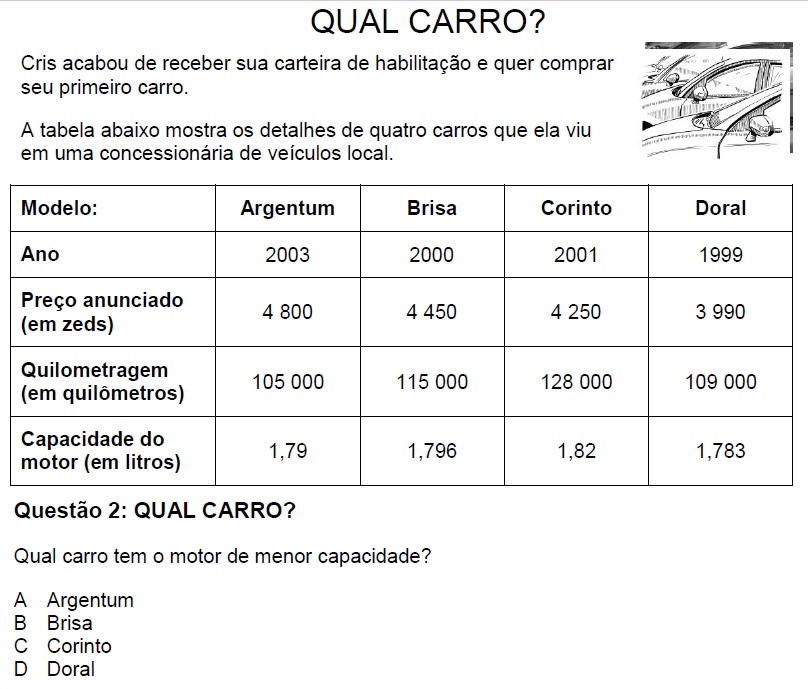 QUAL CARRO?
Cris acabou de receber sua carteira de habilitação e quer comprar
seu primeiro carro.
A tabela abaixo mostra os detalhes de quatro carros que ela viu
em uma concessionária de veículos local.
Modelo: Argentum Brisa Corinto Doral
Ano 2003 2000 2001 1999
Preço anunciado
(em zeds) 4 800 4 450 4 250 3 990
Quilometragem
(em quilômetros) 105 000 115 000 128 000 109 000
Capacidade do
motor (em litros) 1,79 1,796 1,82 1,783
Questão 2: QUAL CARRO?
Qual carro tem o motor de menor capacidade?
A Argentum
B Brisa
C Corinto
D Doral